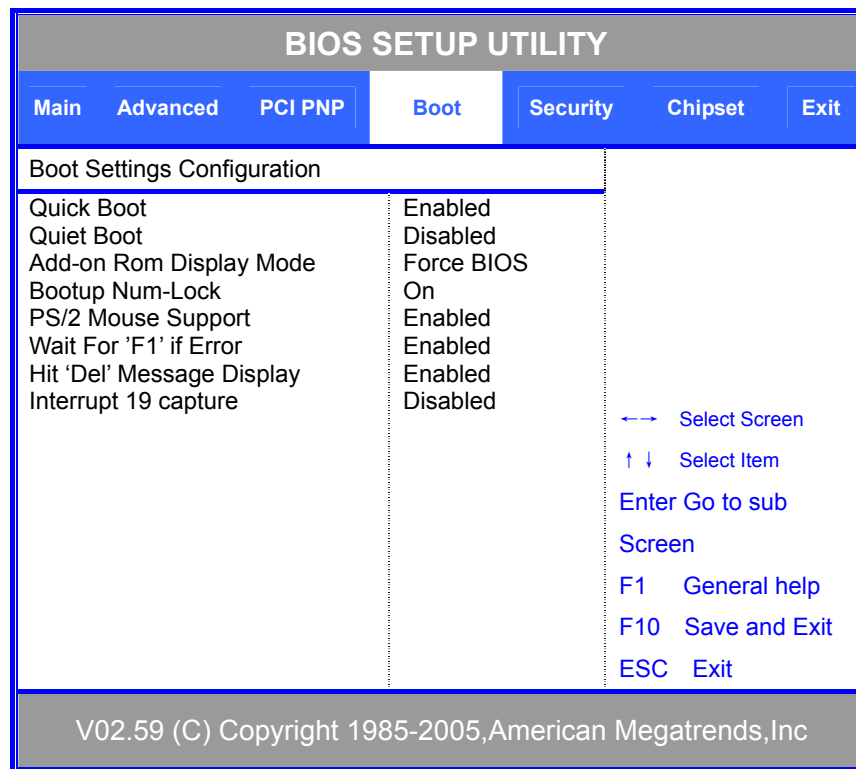 BIOS SETUP UTILITY
Main Advanced PCI PNP Boot Security Chipset Exit
Boot Settings Configuration
Quick Boot Enabled
Quiet Boot Disabled
Add-on Rom Display Mode Force BIOS
Bootup Num-Lock On
PS/2 Mouse Support Enabled
Wait For ’F1’ if Error Enabled
Hit ‘Del’ Message Display Enabled
Interrupt 19 capture Disabled
←→ Select Screen
↑↓ Select Item
Enter Go to sub
Screen
F1 General help
F10 Save and Exit
ESC Exit
V02.59 (C) Copyright 1985-2005,American Megatrends,Inc